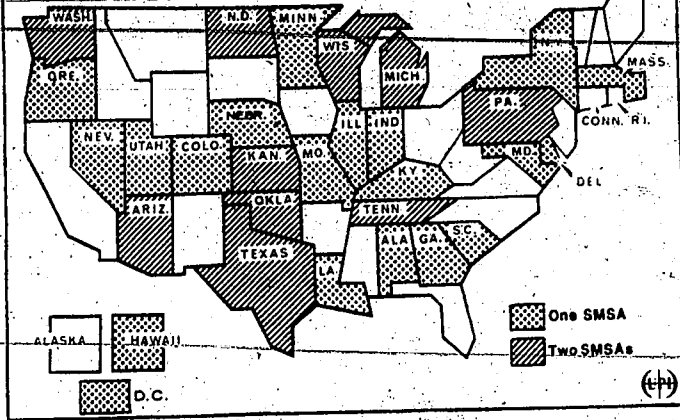 WASH.
N.D.
MINN.
MASS.
ORE.
WIS.
MICH.
PA.
CONN. R.I.
NEV.
UTAH
COLO.
NEBR.
ILL
IND
MD.
KAN.
MO.
KY
DEL
ARIZ.
OKLA.
TENN.
TEXAS
LA.
ALA
GA.
S.C.
One SMSA
Two SMSAs
ALASKA
HAWAII
D.C.